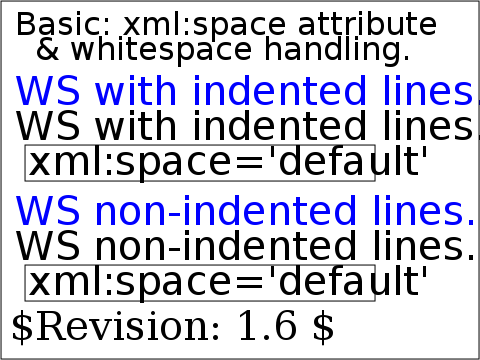 Basic: xml:space attribute
& whitespace handling.
WS with indented lines.
WS with indented lines.
xml:space='default'
WS non-indented lines.
WS non-indented lines.
xml:space='default'
$Revision: 1.6 $